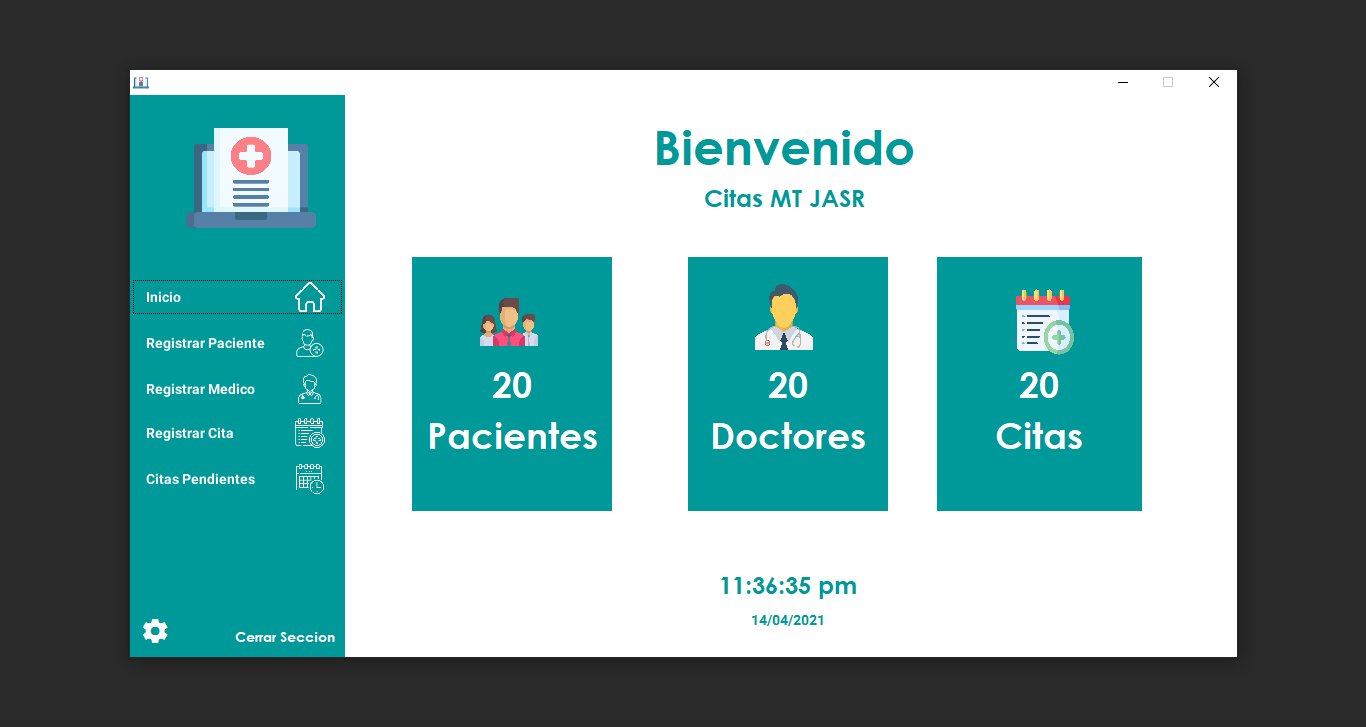 Inicio
Registrar Paciente
Registrar Medico
Registrar Cita
Citas Pendientes
Cerrar Seccion
Bienvenido
Citas MT JASR
20
Pacientes
20
Doctores
20
Citas
11:36:35 pm
14/04/2021